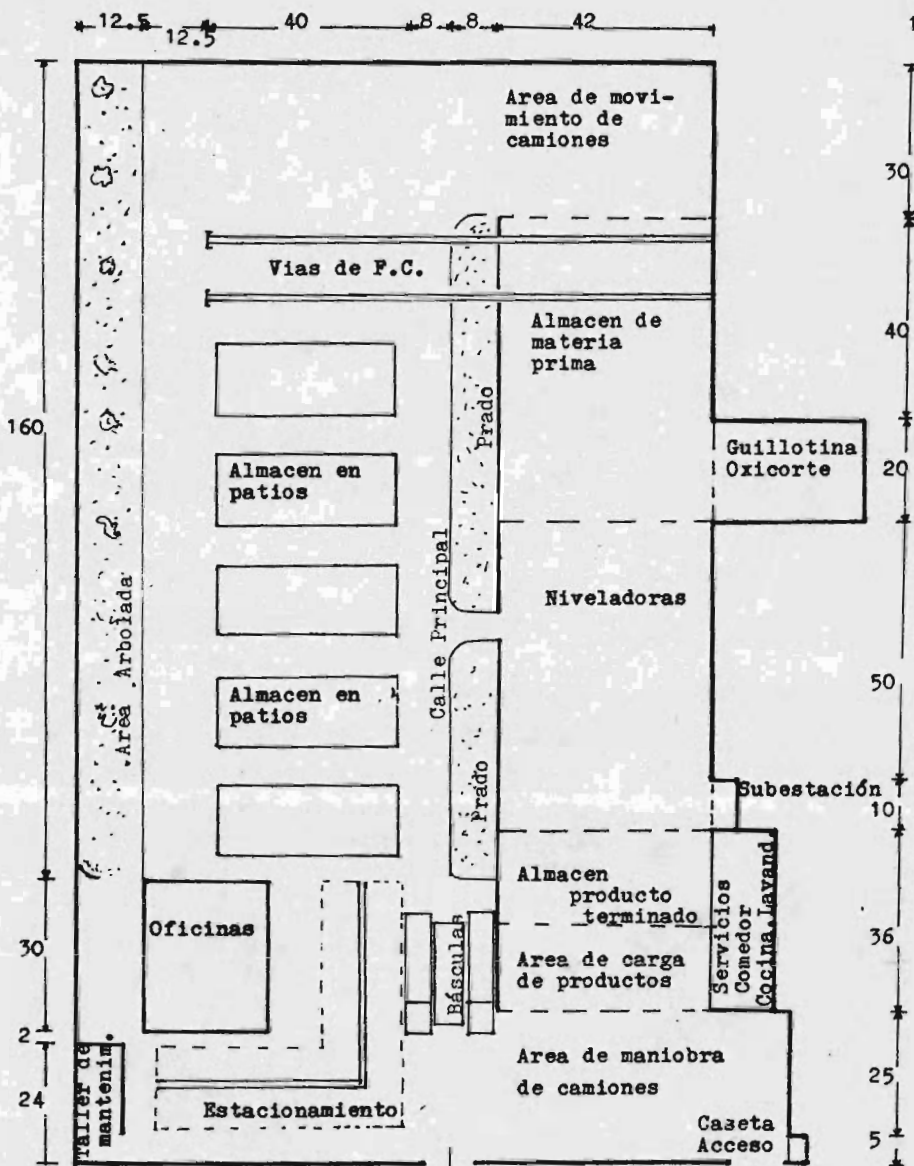 12.5
12.5
40
8
8
42
1
Area de movi-
miento de
camiones
30
Vias de F.C.
Almacen de
materia
prima
40
160
Prado
Guillotina
Oxicorte
20
Almacen en
patios
Niveladoras
Calle Principal
Area Arbolada
50
Almacen en
patios
Prado
Subestación
10
Almacen
producto
terminado
Servicios
Comedor
Cocina, Lavand.
36
Oficinas
30
Básculas
Area de carga
de productos
2
Taller de
mantenim.
24
Area de maniobra
de camiones
25
Estacionamiento
Caseta
Acceso
5